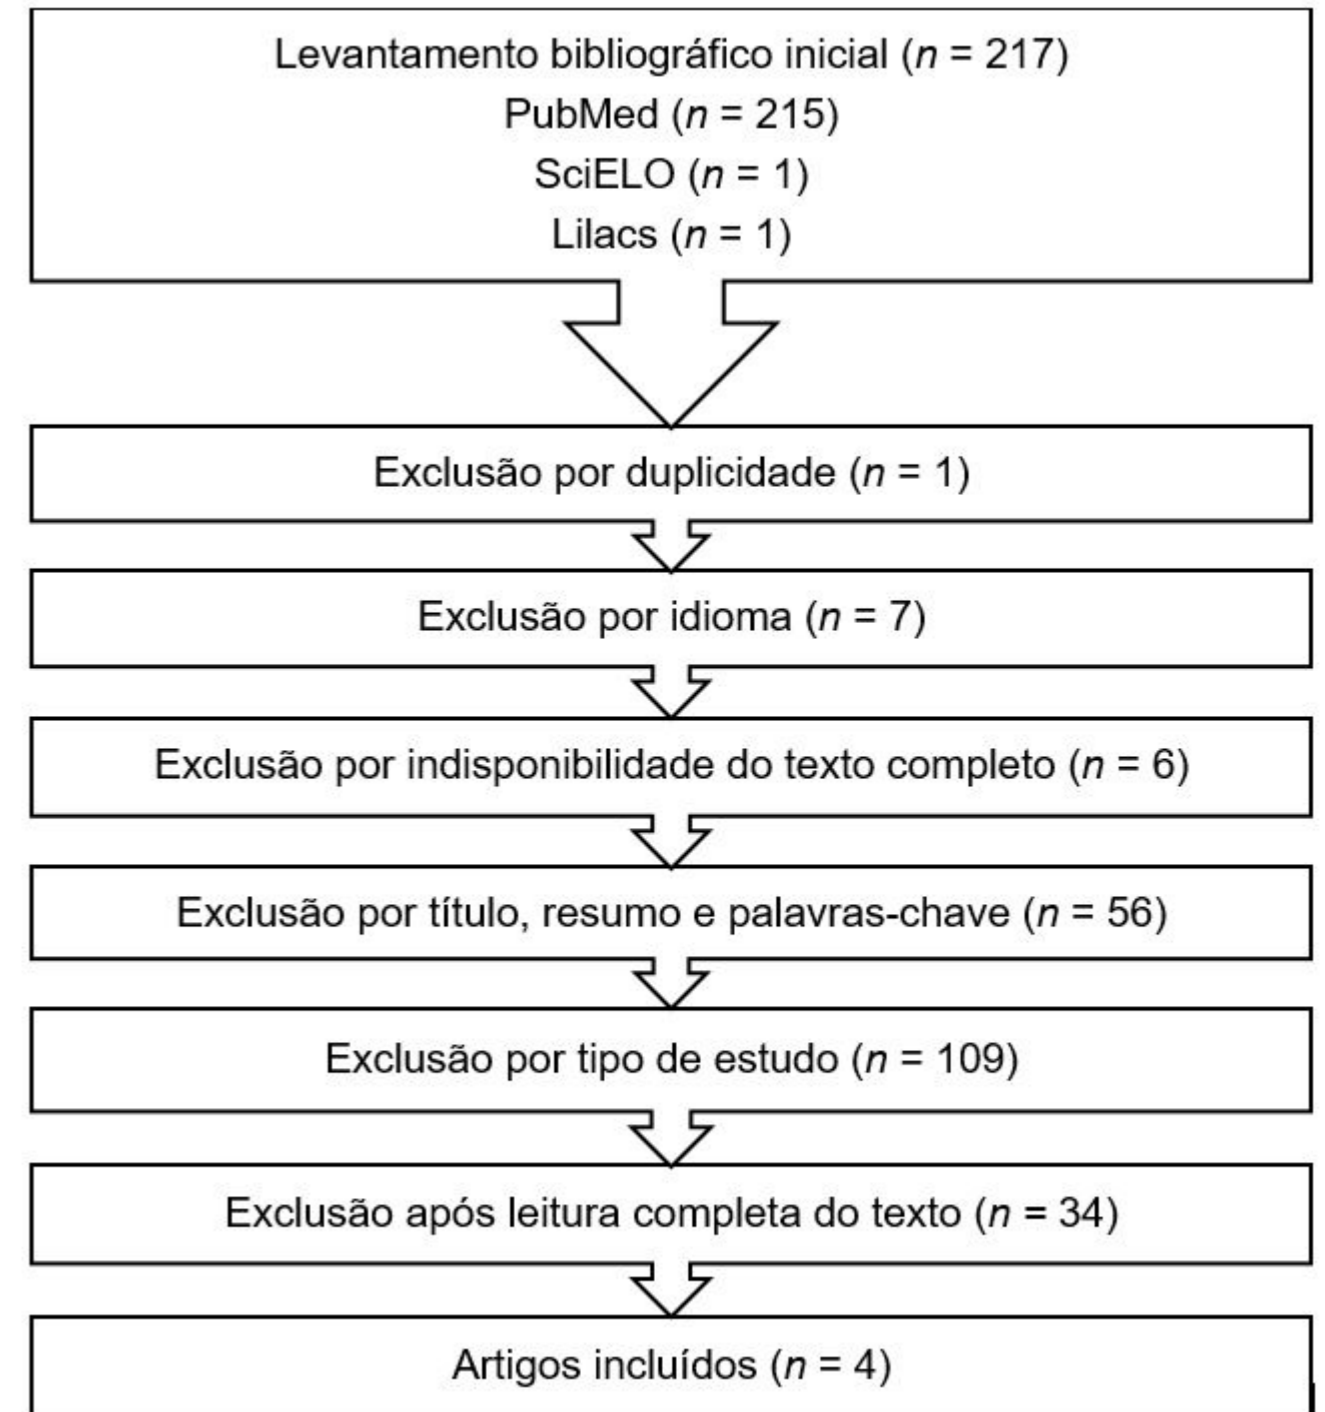 Levantamento bibliográfico inicial (n = 217)
PubMed (n = 215)
SciELO (n = 1)
Lilacs (n = 1)
Exclusão por duplicidade (n = 1)
Exclusão por idioma (n = 7)
Exclusão por indisponibilidade do texto completo (n = 6)
Exclusão por título, resumo e palavras-chave (n = 56)
Exclusão por tipo de estudo (n = 109)
Exclusão após leitura completa do texto (n = 34)
Artigos incluídos (n = 4)